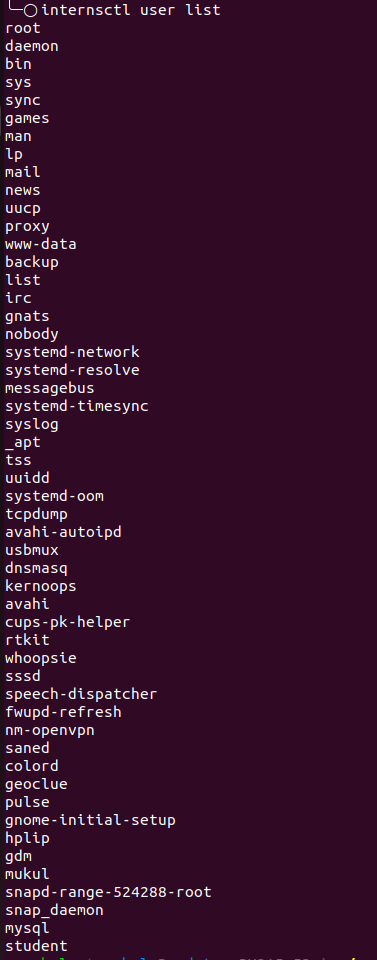 internsctl user list
root
daemon
bin
sys
sync
games
man
lp
mail
news
uucp
proxy
www-data
backup
list
irc
gnats
nobody
systemd-network
systemd-resolve
messagebus
systemd-timesync
syslog
_apt
tss
uuidd
systemd-oom
tcpdump
avahi-autoipd
usbmux
dnsmasq
kernoops
avahi
cups-pk-helper
rtkit
whoopsie
sssd
speech-dispatcher
fwupd-refresh
nm-openvpn
saned
colord
geoclue
pulse
gnome-initial-setup
hplip
gdm
mukul
snapd-range-524288-root
snap_daemon
mysql
student